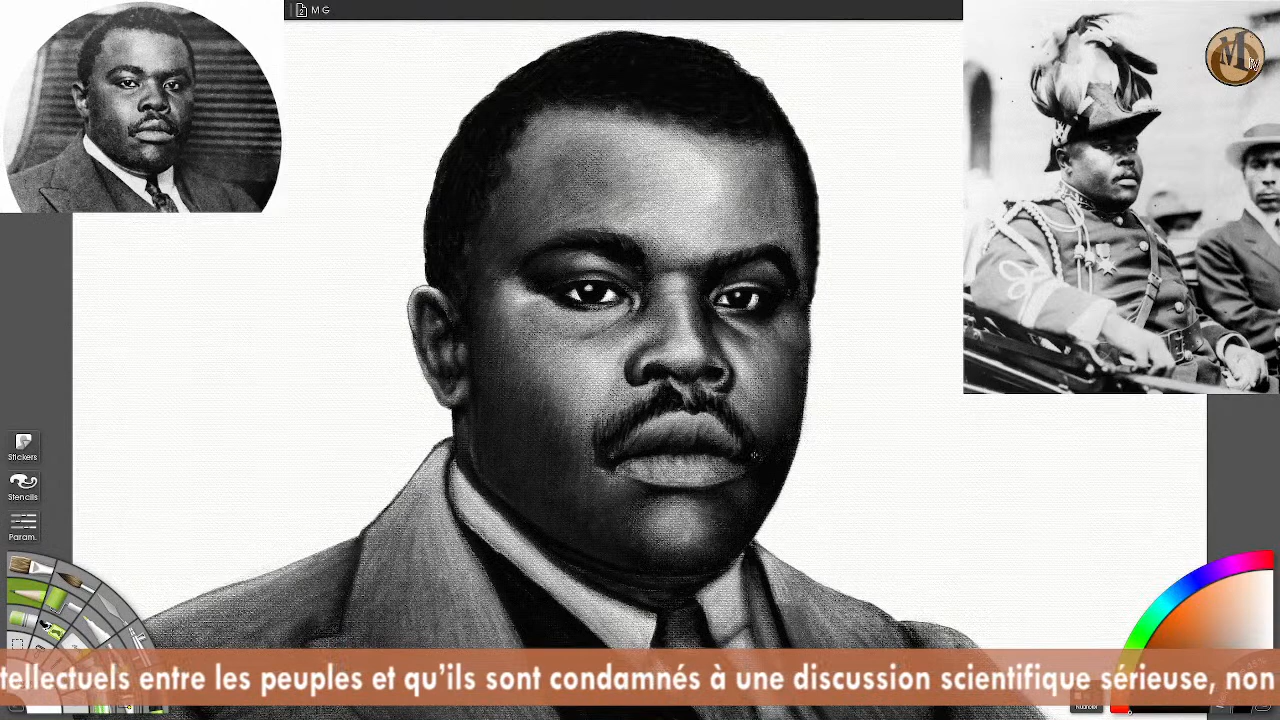 M G
Stickers
Stencils
Param.
tellectuels entre les peuples et qu'ils sont condamnés à une discussion scientifique sérieuse, non